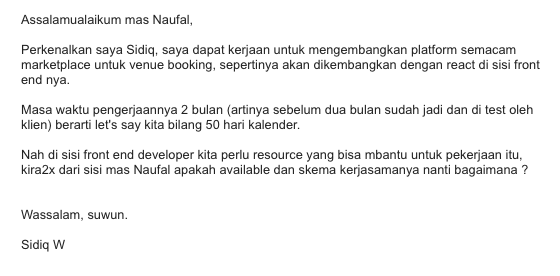 Assalamualaikum mas Naufal,
Perkenalkan saya Sidiq, saya dapat kerjaan untuk mengembangkan platform semacam
marketplace untuk venue booking, sepertinya akan dikembangkan dengan react di sisi front
end nya.
Masa waktu pengerjaannya 2 bulan (artinya sebelum dua bulan sudah jadi dan di test oleh
klien) berarti let's say kita bilang 50 hari kalender.
Nah di sisi front end developer kita perlu resource yang bisa mbantu untuk pekerjaan itu,
kira2x dari sisi mas Naufal apakah available dan skema kerjasamanya nanti bagaimana ?
Wassalam, suwun.
Sidiq W